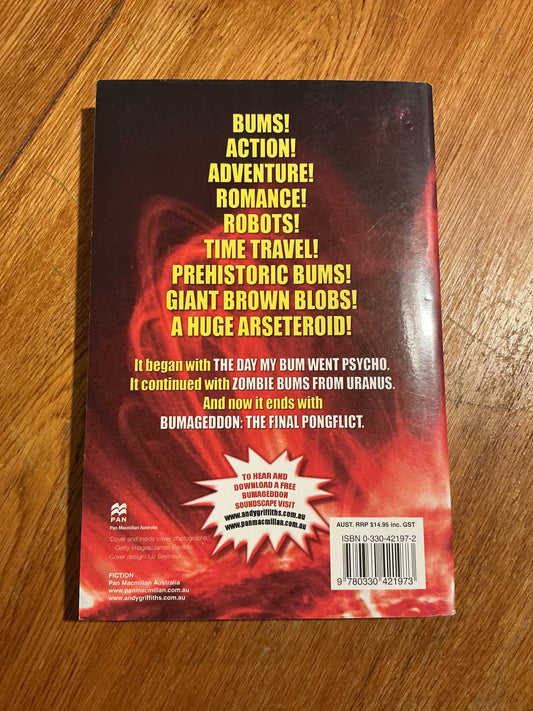 BUMS!
ACTION!
ADVENTURE!
ROMANCE!
ROBOTS!
TIME TRAVEL!
PREHISTORIC BUMS!
GIANT BROWN BLOBS!
A HUGE ARSETEROID!
It began with THE DAY MY BUM WENT PSYCHO.
It continued with ZOMBIE BUMS FROM URANUS.
And now it ends with
BUMAGEDDON: THE FINAL PONGFLICT.
TO HEAR AND
DOWNLOAD A FREE
BUMAGEDDON
SOUNDSCAPE VISIT
www.andygriffiths.com.au
www.panmacmillan.com.au
PAN
Pan Macmillan Australia
Cover and inside cover photographs:
Getty Images/James
Cover design: Liz Seymour
FICTION
Pan Macmillan Australia
www.panmacmillan.com.au
www.andygriffiths.com.au
AUST. RRP $14.95 inc. GST
ISBN 0-330-42197-2
9 780330 421973